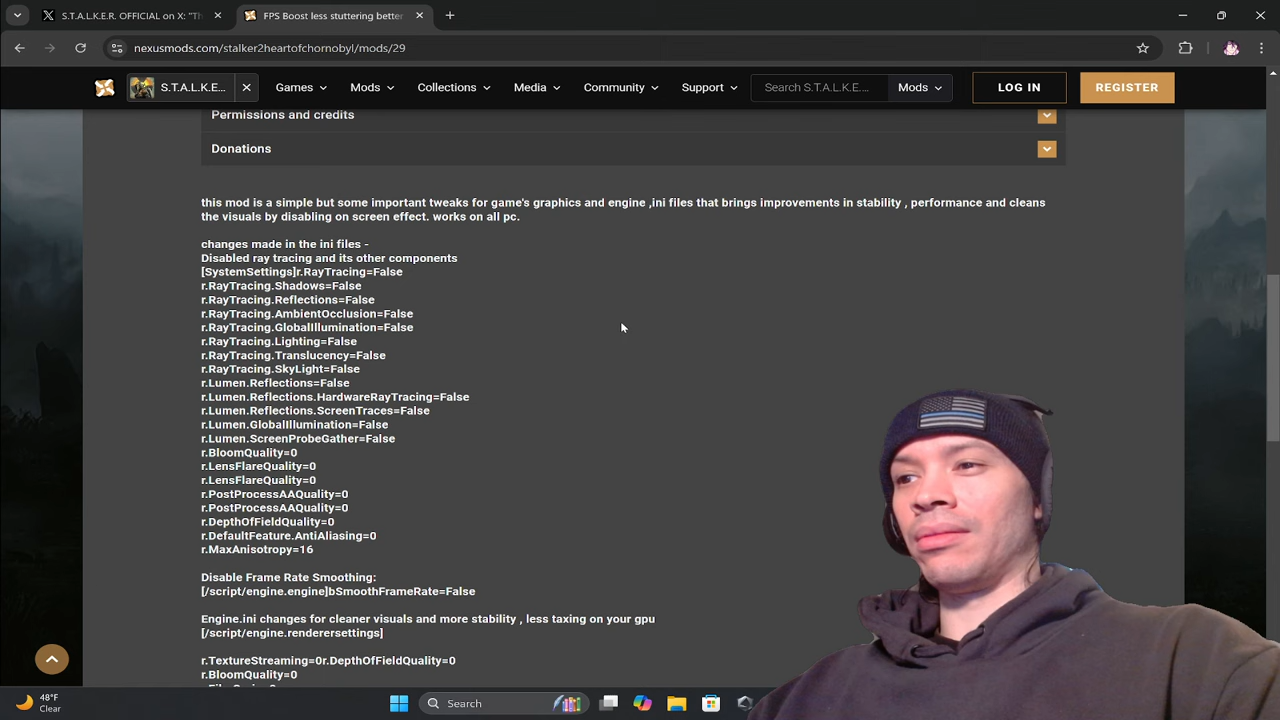 S.T.A.L.K.E.R. OFFICIAL on X: "Th
FPS Boost less stuttering better
nexusmods.com/stalker2heartofchornobyl/mods/29
S.T.A.L.K.E...
Games
Mods
Collections
Media
Community
Support
Search S.T.A.L.K.E....
Mods
LOG IN
REGISTER
Permissions and credits
Donations
this mod is a simple but some important tweaks for game's graphics and engine ,ini files that brings improvements in stability , performance and cleans
the visuals by disabling on screen effect. works on all pc.
changes made in the ini files -
Disabled ray tracing and its other components
[SystemSettings]r.RayTracing=False
r.RayTracing.Shadows=False
r.RayTracing.Reflections=False
r.RayTracing.AmbientOcclusion=False
r.RayTracing.GlobalIllumination=False
r.RayTracing.Lighting=False
r.RayTracing.Translucency=False
r.RayTracing.SkyLight=False
r.Lumen.Reflections=False
r.Lumen.Reflections.HardwareRayTracing=False
r.Lumen.Reflections.ScreenTraces=False
r.Lumen.GlobalIllumination=False
r.Lumen.ScreenProbeGather=False
r.BloomQuality=0
r.LensFlareQuality=0
r.LensFlareQuality=0
r.PostProcessAAQuality=0
r.PostProcessAAQuality=0
r.DepthOfFieldQuality=0
r.DefaultFeature.AntiAliasing=0
r.MaxAnisotropy=16
Disable Frame Rate Smoothing:
[/script/engine.engine]bSmoothFrameRate=False
Engine.ini changes for cleaner visuals and more stability , less taxing on your gpu
[/script/engine.renderersettings]
r.TextureStreaming=0r.DepthOfFieldQuality=0
r.BloomQuality=0
48°F
Clear
Search